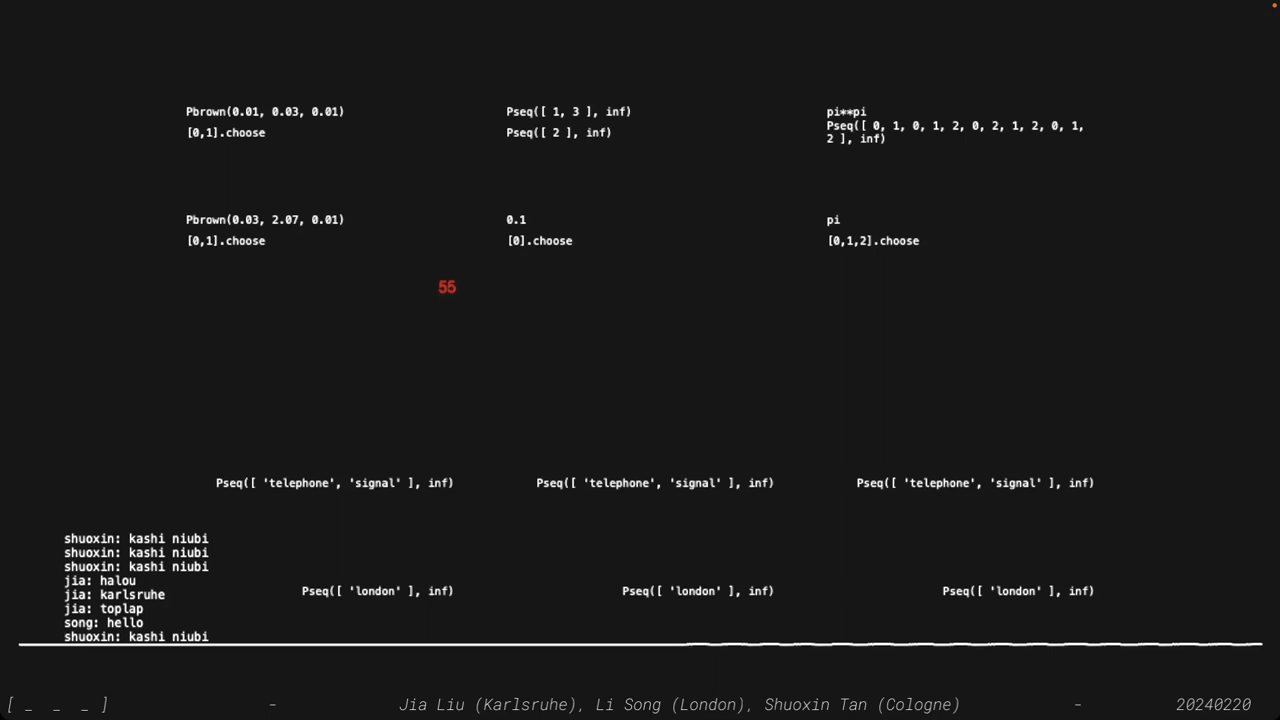 Pbrown(0.01, 0.03, 0.01)
[0,1].choose
Pseq([ 1, 3 ], inf)
Pseq([ 2 ], inf)
pi**pi
Pseq([ 0, 1, 0, 1, 2, 0, 2, 1, 2, 0, 1,
2 ], inf)
Pbrown(0.03, 2.07, 0.01)
[0,1].choose
0.1
[0].choose
pi
[0,1,2].choose
55
Pseq([ 'telephone', 'signal' ], inf)
Pseq([ 'telephone', 'signal' ], inf)
Pseq([ 'telephone', 'signal' ], inf)
Pseq([ 'london' ], inf)
Pseq([ 'london' ], inf)
Pseq([ 'london' ], inf)
shuoxin: kashi niubi
shuoxin: kashi niubi
shuoxin: kashi niubi
jia: halou
jia: karlsruhe
jia: toplap
song: hello
shuoxin: kashi niubi
[ _ _ _ ] - Jia Liu (Karlsruhe), Li Song (London), Shuoxin Tan (Cologne) - 20240220